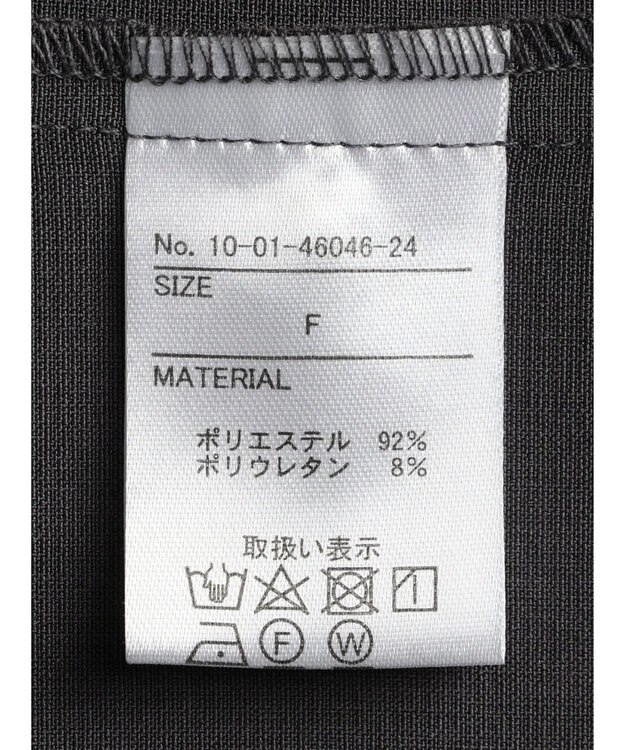 No. 10-01-46046-24
SIZE
F
MATERIAL
ポリエステル 92%
ポリウレタン 8%
取扱い表示
F W